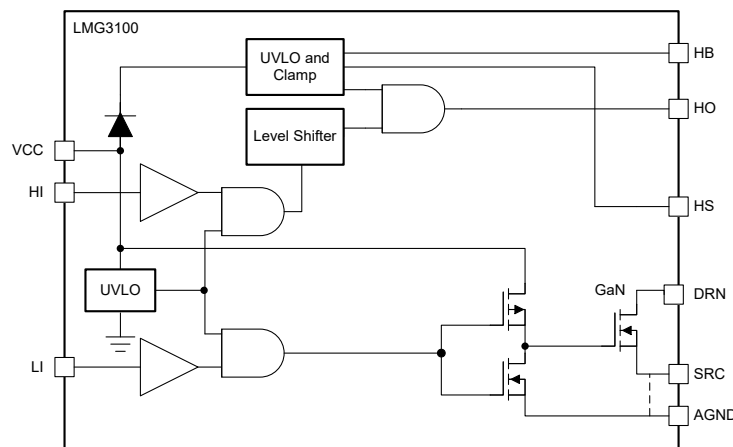 LMG3100
UVLO and
Clamp
HB
HO
Level Shifter
VCC
HI
HS
UVLO
GaN
DRN
LI
SRC
AGND